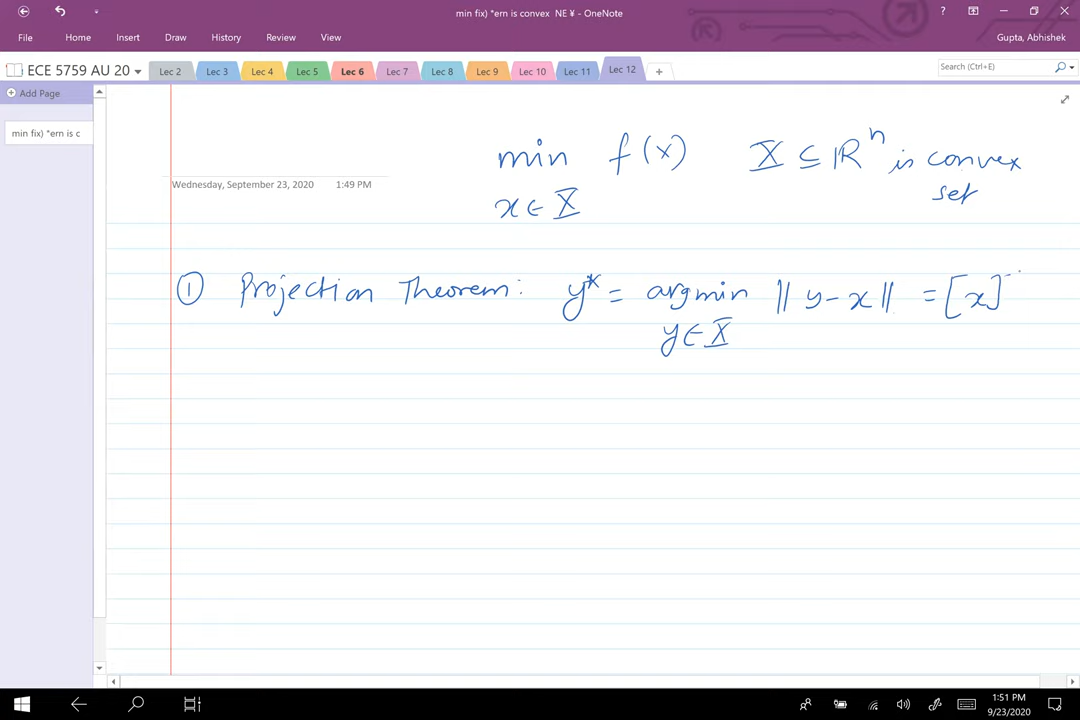 min fix) *ern is convex NE ¥ - OneNote
File Home Insert Draw History Review View
Gupta, Abhishek
ECE 5759 AU 20 Lec 2 Lec 3 Lec 4 Lec 5 Lec 6 Lec 7 Lec 8 Lec 9 Lec 10 Lec 11 Lec 12
Search (Ctrl+E)
Add Page
min fix) *ern is c
min f(x) X ⊆ ℝⁿ is convex
set
x ∈ X
Wednesday, September 23, 2020 1:49 PM
① Projection Theorem: y* = argmin ‖y - x‖ = [x]
y ∈ X
1:51 PM
9/23/2020